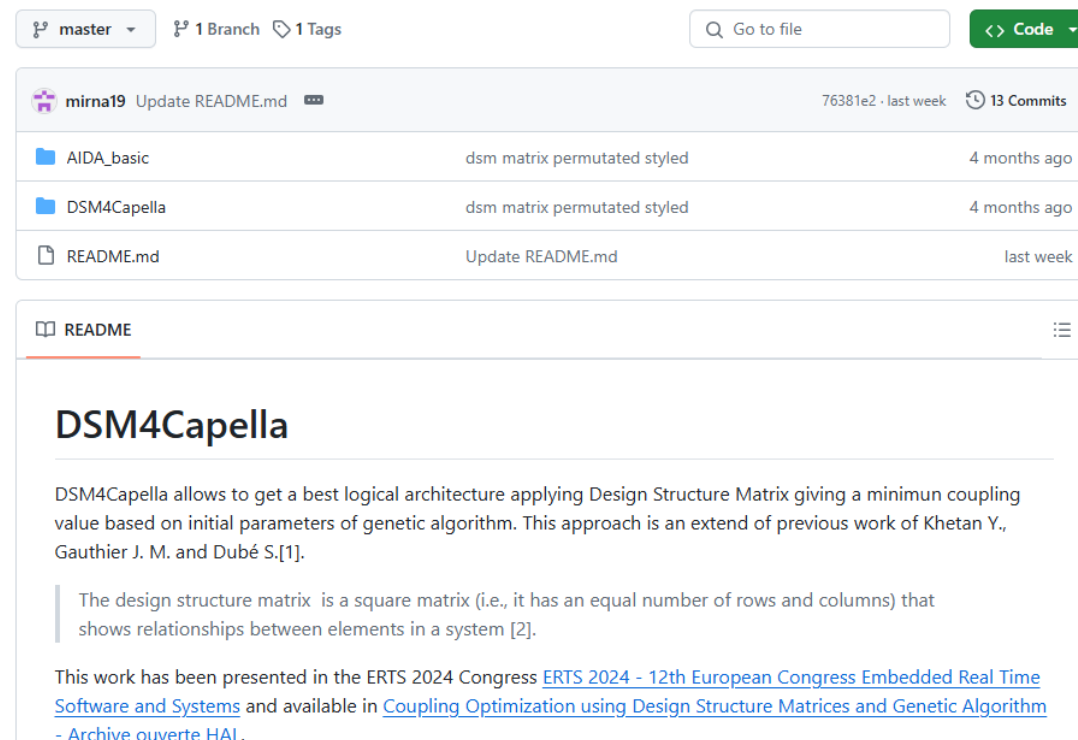 master 1 Branch 1 Tags Go to file Code
mirna19 Update README.md 76381e2 · last week 13 Commits
AIDA_basic dsm matrix permutated styled 4 months ago
DSM4Capella dsm matrix permutated styled 4 months ago
README.md Update README.md last week
README
DSM4Capella
DSM4Capella allows to get a best logical architecture applying Design Structure Matrix giving a minimun coupling
value based on initial parameters of genetic algorithm. This approach is an extend of previous work of Khetan Y.,
Gauthier J. M. and Dubé S.[1].
The design structure matrix is a square matrix (i.e., it has an equal number of rows and columns) that
shows relationships between elements in a system [2].
This work has been presented in the ERTS 2024 Congress ERTS 2024 - 12th European Congress Embedded Real Time
Software and Systems and available in Coupling Optimization using Design Structure Matrices and Genetic Algorithm
- Archive ouverte HAL.